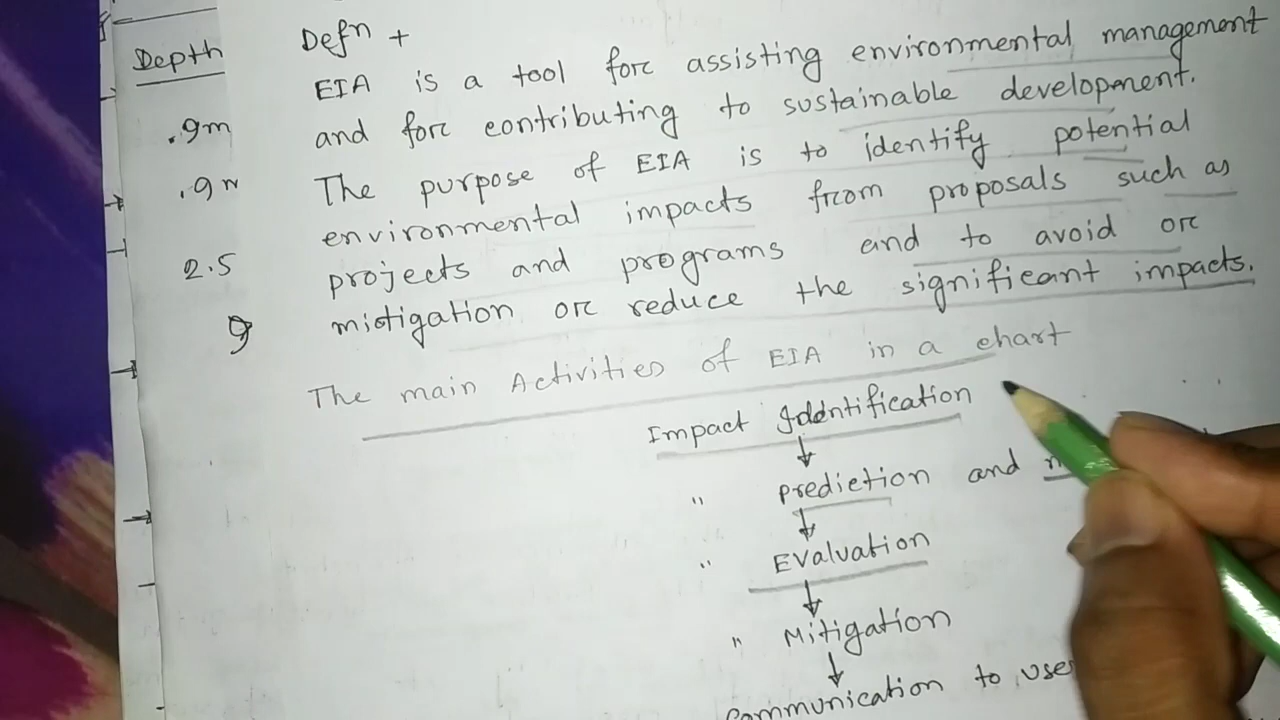 Depth
.9m
.9m
2.5
9
Defn +
EIA is a tool for assisting environmental management
and for contributing to sustainable development.
The purpose of EIA is to identify potential
environmental impacts from proposals such as
projects and programs and to avoid or
mitigation or reduce the significant impacts.
The main Activities of EIA in a chart
Impact Identification
↓
" prediction and
↓
" Evaluation
↓
" Mitigation
↓
Communication to